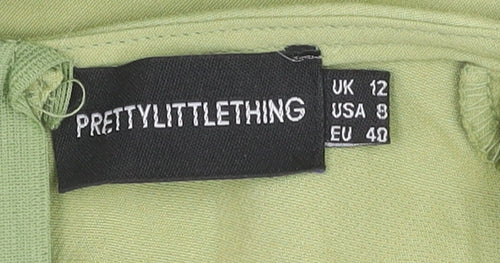 PRETTYLITTLETHING
UK 12
USA 8
EU 40